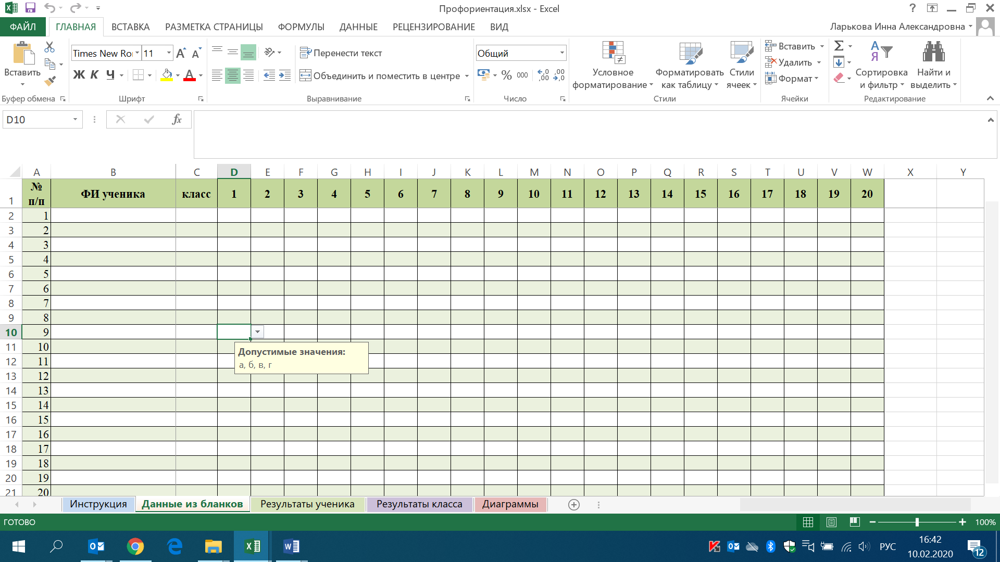 Профориентация.xlsx - Excel
?
ФАЙЛ ГЛАВНАЯ ВСТАВКА РАЗМЕТКА СТРАНИЦЫ ФОРМУЛЫ ДАННЫЕ РЕЦЕНЗИРОВАНИЕ ВИД Ларькова Инна Александровна
Вставить
Буфер обмена
Times New Ro
11
Ж К Ч
Шрифт
Перенести текст
Объединить и поместить в центре
Выравнивание
Общий
% 000
Число
Условное форматирование
Форматировать как таблицу
Стили ячеек
Стили
Вставить
Удалить
Формат
Ячейки
Сортировка и фильтр
Найти и выделить
Редактирование
D10
fx
A B C D E F G H I J K L M N O P Q R S T U V W X Y
1 № п/п ФИ ученика класс 1 2 3 4 5 6 7 8 9 10 11 12 13 14 15 16 17 18 19 20
2 1
3 2
4 3
5 4
6 5
7 6
8 7
9 8
10 9
11 10
Допустимые значения:
а, б, в, г
12 11
13 12
14 13
15 14
16 15
17 16
18 17
19 18
20 19
21 20
Инструкция Данные из бланков Результаты ученика Результаты класса Диаграммы
ГОТОВО
100%
РУС
16:42
10.02.2020
12